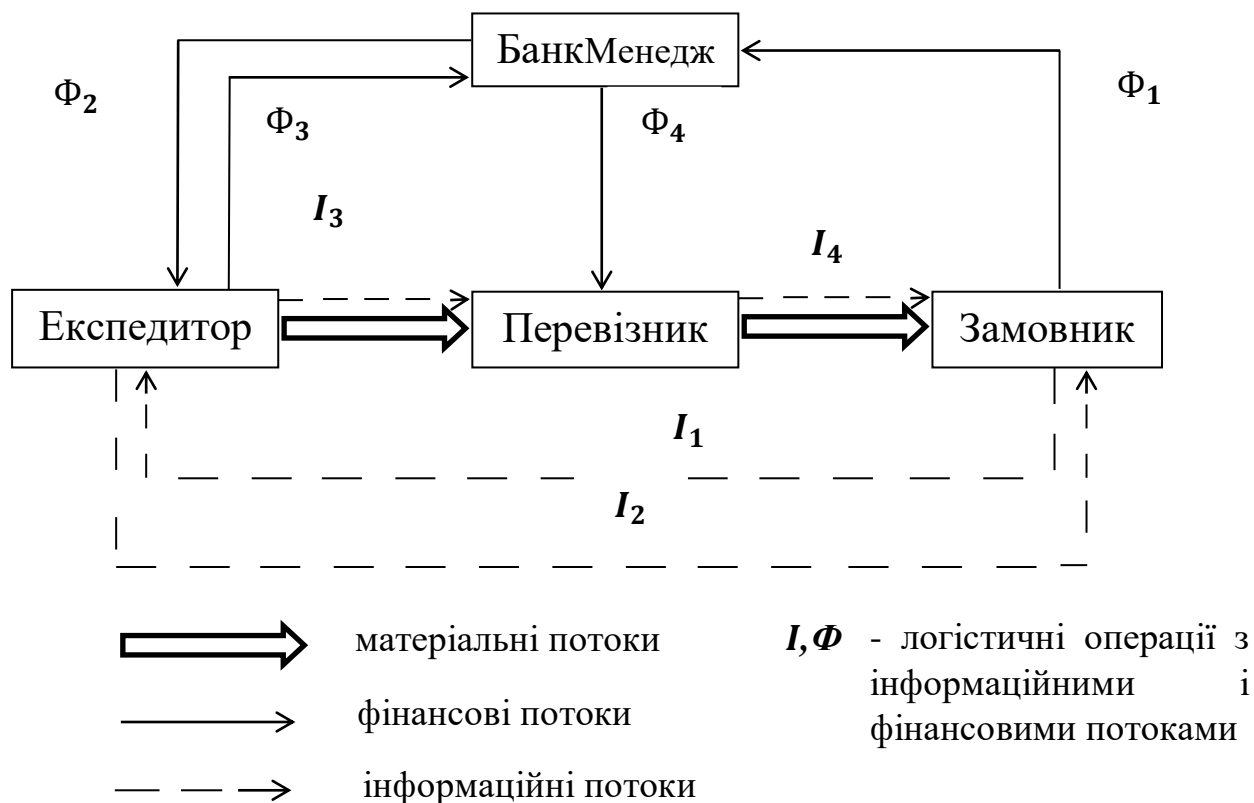 БанкМенедж
Ф₂
Ф₃
Ф₄
Ф₁
I₃
I₄
Експедитор
Перевізник
Замовник
I₁
I₂
матеріальні потоки
фінансові потоки
інформаційні потоки
I,Ф - логістичні операції з
інформаційними і
фінансовими потоками